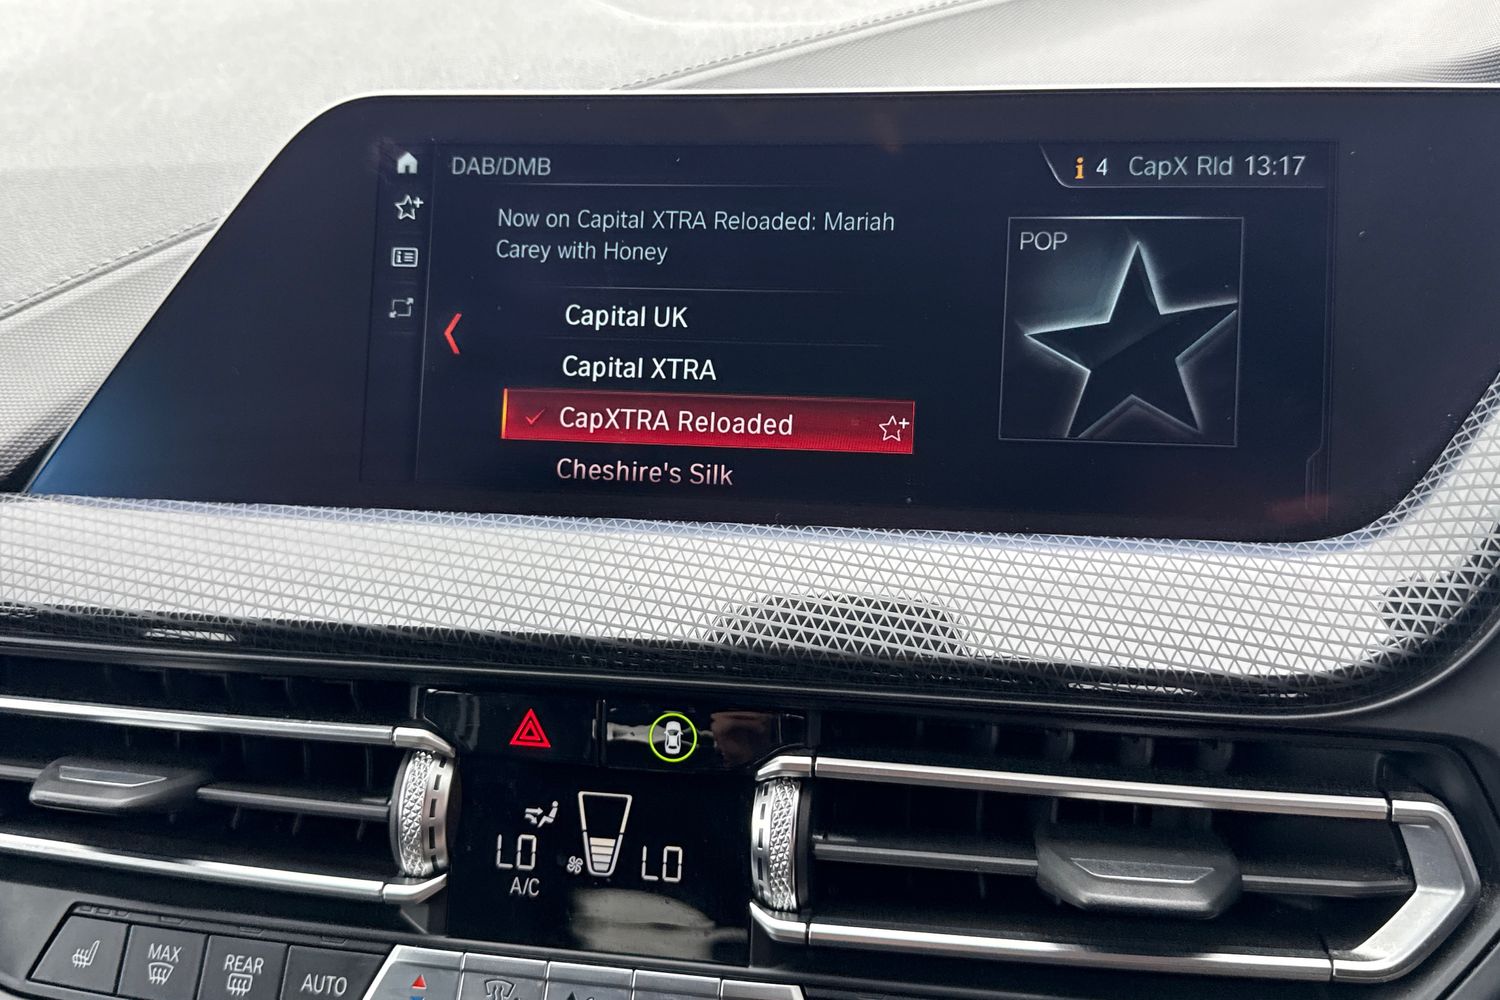 DAB/DMB
i 4 CapX Rld 13:17
Now on Capital XTRA Reloaded: Mariah
Carey with Honey
POP
Capital UK
Capital XTRA
CapXTRA Reloaded
Cheshire's Silk
LO
A/C
LO
MAX
REAR
AUTO